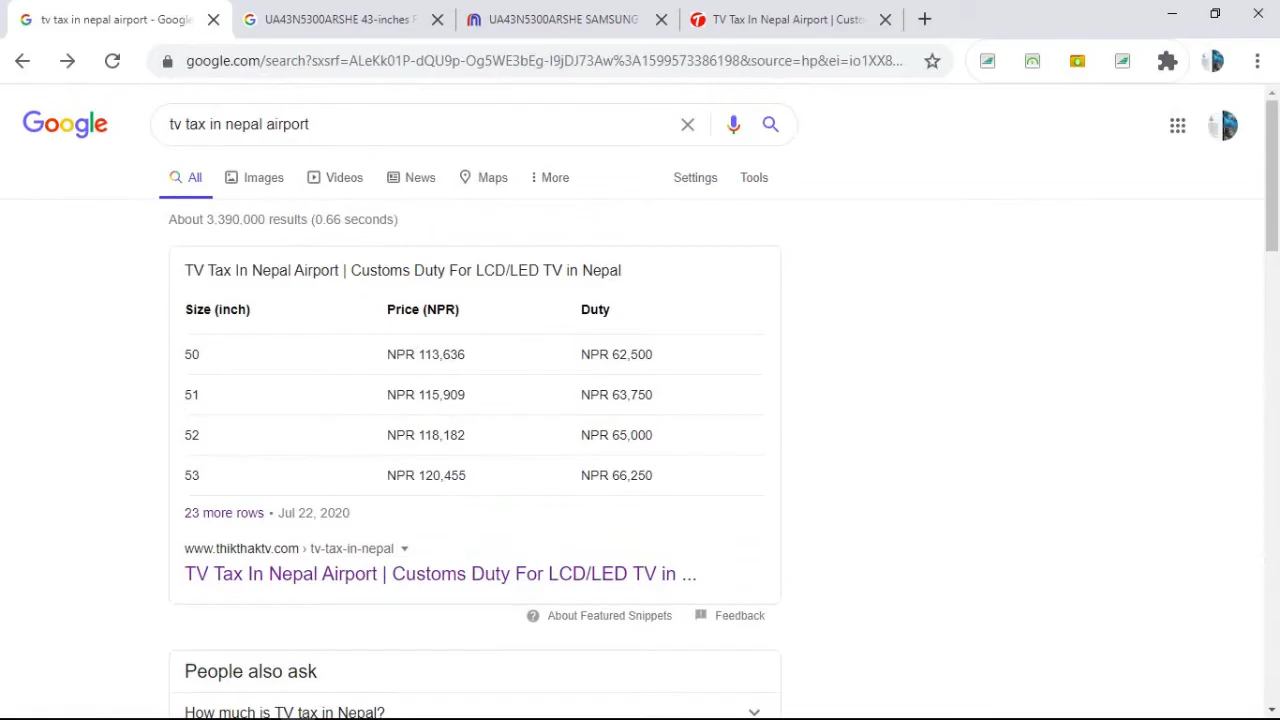 tv tax in nepal airport - Google
UA43N5300ARSHE 43-inches F
UA43N5300ARSHE SAMSUNG
TV Tax In Nepal Airport | Custo
google.com/search?sxsrf=ALeKk01P-dQU9p-Og5WE3bEg-I9jDJ73Aw%3A1599573386198&source=hp&ei=io1XX8...
Google
tv tax in nepal airport
All
Images
Videos
News
Maps
More
Settings
Tools
About 3,390,000 results (0.66 seconds)
TV Tax In Nepal Airport | Customs Duty For LCD/LED TV in Nepal
Size (inch) Price (NPR) Duty
50 NPR 113,636 NPR 62,500
51 NPR 115,909 NPR 63,750
52 NPR 118,182 NPR 65,000
53 NPR 120,455 NPR 66,250
23 more rows • Jul 22, 2020
www.thikthaktv.com › tv-tax-in-nepal
TV Tax In Nepal Airport | Customs Duty For LCD/LED TV in ...
About Featured Snippets
Feedback
People also ask
How much is TV tax in Nepal?